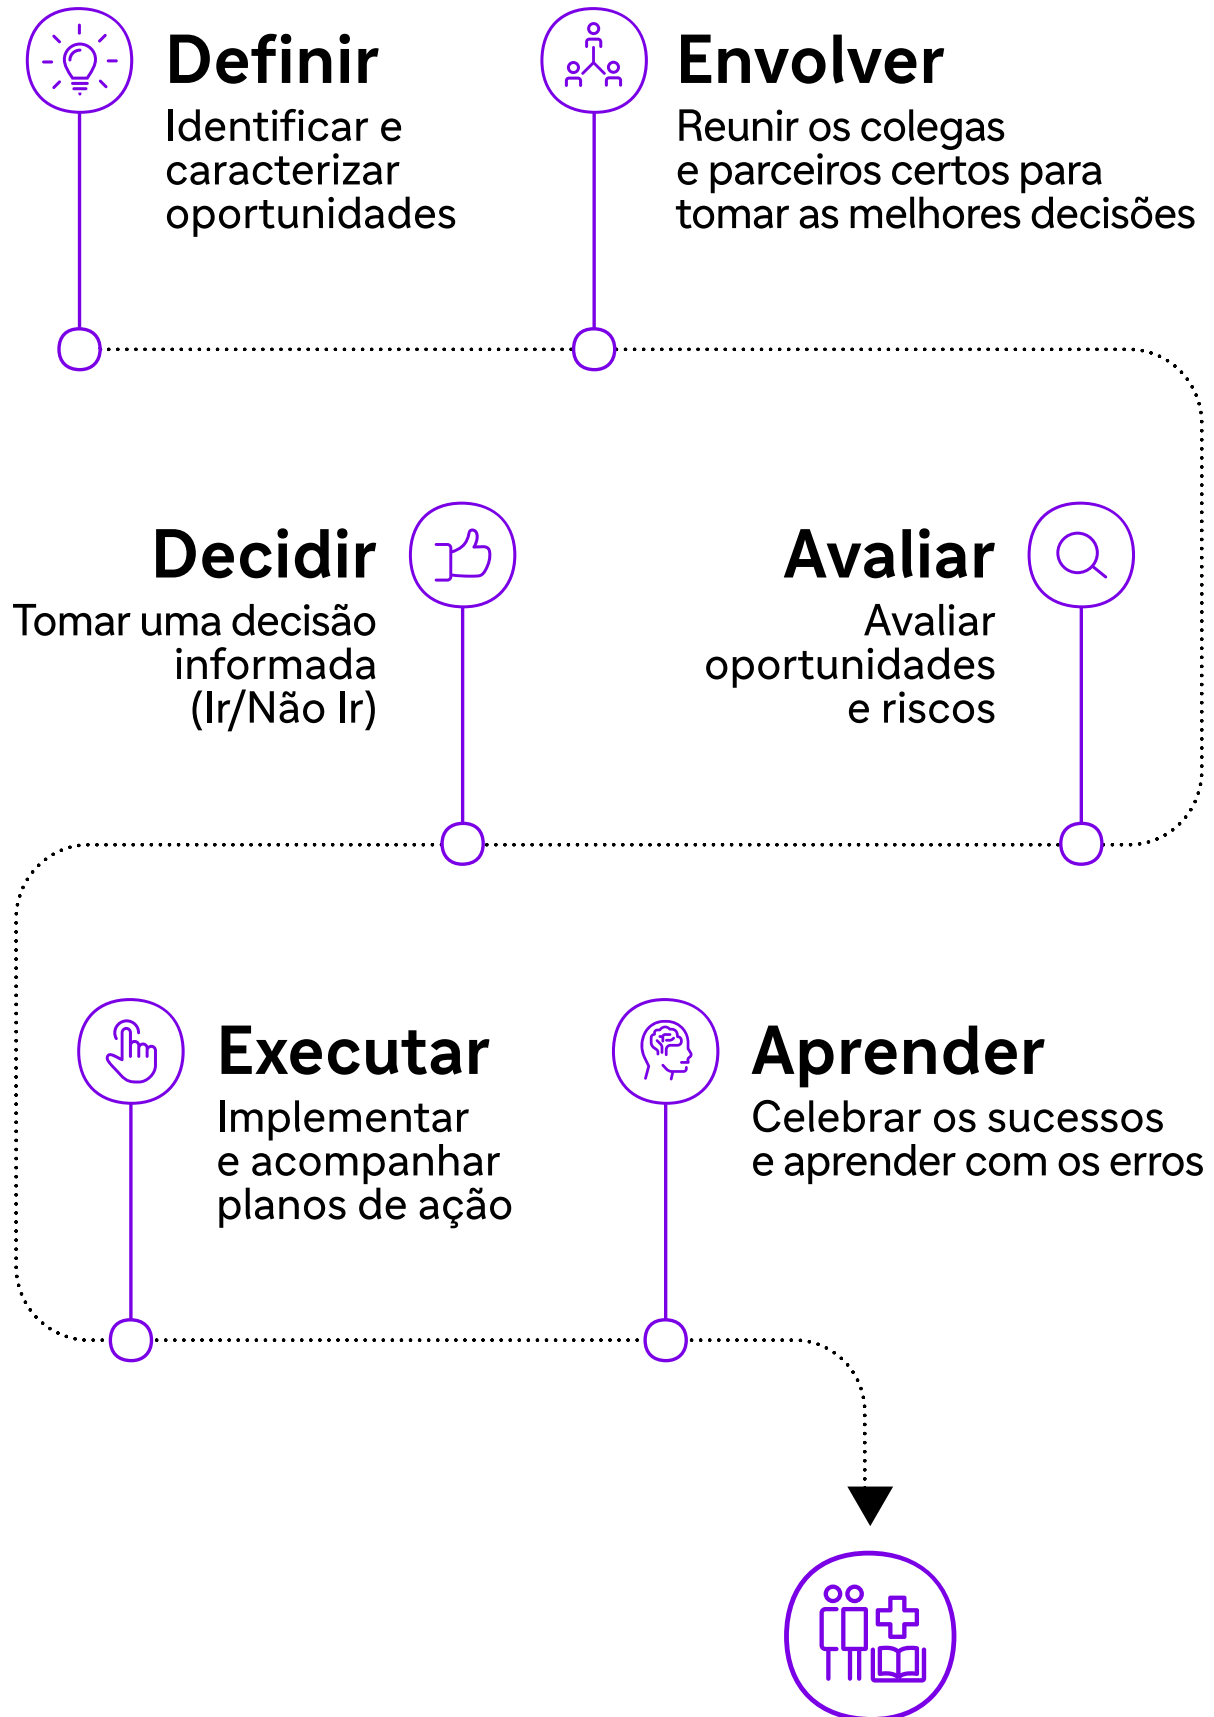 Definir
Identificar e
caracterizar
oportunidades
Envolver
Reunir os colegas
e parceiros certos para
tomar as melhores decisões
Avaliar
Avaliar
oportunidades
e riscos
Decidir
Tomar uma decisão
informada
(Ir/Não Ir)
Executar
Implementar
e acompanhar
planos de ação
Aprender
Celebrar os sucessos
e aprender com os erros